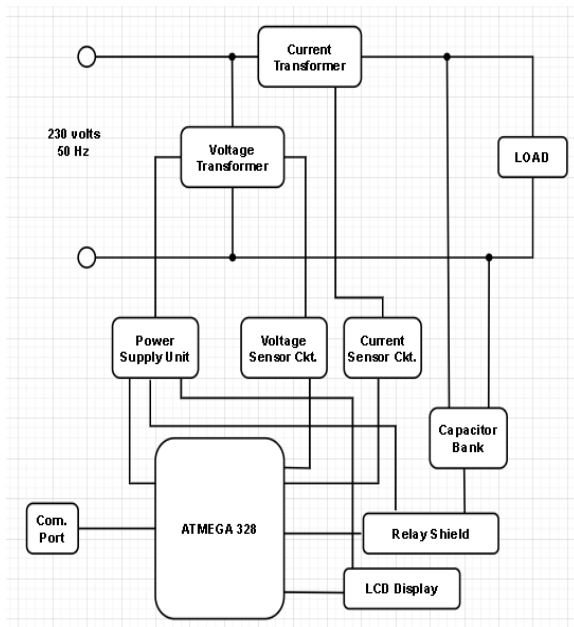 Current
Transformer
230 volts
50 Hz
Voltage
Transformer
LOAD
Power
Supply Unit
Voltage
Sensor Ckt.
Current
Sensor Ckt.
Capacitor
Bank
Com.
Port
ATMEGA 328
Relay Shield
LCD Display